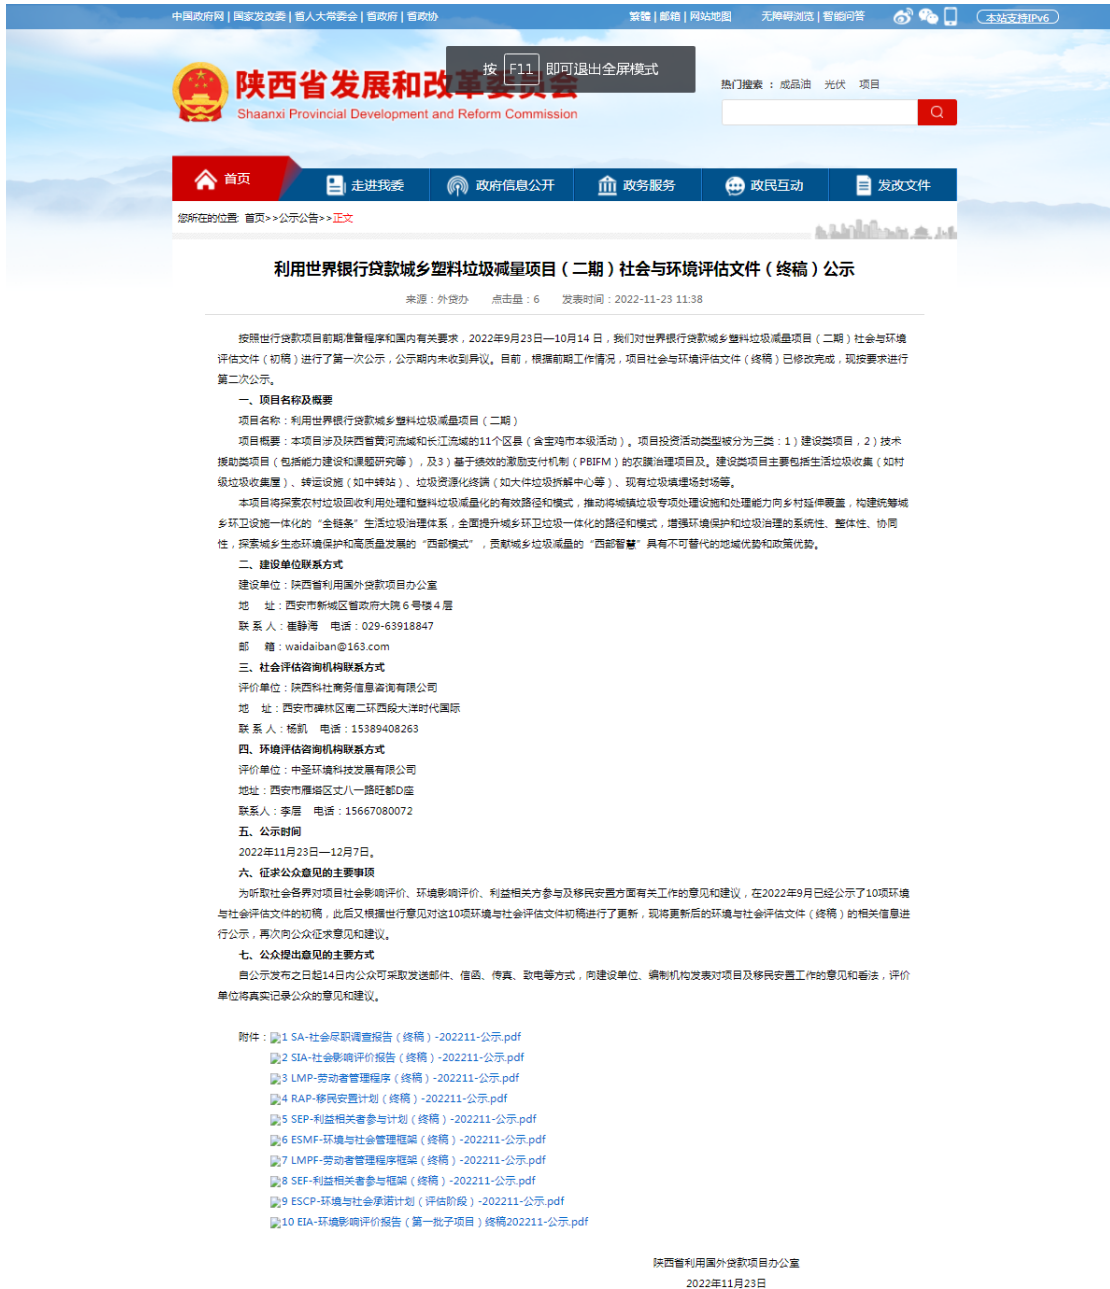 中国政府网 | 国家发改委 | 省人大常委会 | 省政府 | 省政协
繁體 | 邮箱 | 网站地图 无障碍浏览 | 智能问答 本站支持IPv6
按 F11 即可退出全屏模式
陕西省发展和改革委员会
Shaanxi Provincial Development and Reform Commission
热门搜索 ： 成品油 光伏 项目
首页 走进我委 政府信息公开 政务服务 政民互动 发改文件
您所在的位置: 首页>>公示公告>>正文
利用世界银行贷款城乡塑料垃圾减量项目（二期）社会与环境评估文件（终稿）公示
来源：外贷办 点击量：6 发表时间：2022-11-23 11:38
按照世行贷款项目前期准备程序和国内有关要求，2022年9月23日—10月14 日，我们对世界银行贷款城乡塑料垃圾减量项目（二期）社会与环境
评估文件（初稿）进行了第一次公示，公示期内未收到异议。目前，根据前期工作情况，项目社会与环境评估文件（终稿）已修改完成，现按要求进行
第二次公示。
一、项目名称及概要
项目名称：利用世界银行贷款城乡塑料垃圾减量项目（二期）
项目概要：本项目涉及陕西省黄河流域和长江流域的11个区县（含宝鸡市本级活动）。项目投资活动类型被分为三类：1）建设类项目，2）技术
援助类项目（包括能力建设和课题研究等），及3）基于绩效的激励支付机制（PBIFM）的农膜治理项目及。建设类项目主要包括生活垃圾收集（如村
级垃圾收集屋）、转运设施（如中转站）、垃圾资源化终端（如大件垃圾拆解中心等）、现有垃圾填埋场封场等。
本项目将探索农村垃圾回收利用处理和塑料垃圾减量化的有效路径和模式，推动将城镇垃圾专项处理设施和处理能力向乡村延伸覆盖，构建统筹城
乡环卫设施一体化的“全链条”生活垃圾治理体系，全面提升城乡环卫垃圾一体化的路径和模式，增强环境保护和垃圾治理的系统性、整体性、协同
性，探索城乡生态环境保护和高质量发展的“西部模式”，贡献城乡垃圾减量的“西部智慧”具有不可替代的地域优势和政策优势。
二、建设单位联系方式
建设单位：陕西省利用国外贷款项目办公室
地 址：西安市新城区省政府大院６号楼４层
联 系 人：崔静海 电话：029-63918847
邮 箱：waidaiban@163.com
三、社会评估咨询机构联系方式
评价单位：陕西科社商务信息咨询有限公司
地 址：西安市碑林区南二环西段大洋时代国际
联 系 人：杨凯 电话：15389408263
四、环境评估咨询机构联系方式
评价单位：中圣环境科技发展有限公司
地址：西安市雁塔区丈八一路旺都D座
联系人：李层 电话：15667080072
五、公示时间
2022年11月23日—12月7日。
六、征求公众意见的主要事项
为听取社会各界对项目社会影响评价、环境影响评价、利益相关方参与及移民安置方面有关工作的意见和建议，在2022年9月已经公示了10项环境
与社会评估文件的初稿，此后又根据世行意见对这10项环境与社会评估文件初稿进行了更新，现将更新后的环境与社会评估文件（终稿）的相关信息进
行公示，再次向公众征求意见和建议。
七、公众提出意见的主要方式
自公示发布之日起14日内公众可采取发送邮件、信函、传真、致电等方式，向建设单位、编制机构发表对项目及移民安置工作的意见和看法，评价
单位将真实记录公众的意见和建议。
附件：1 SA-社会尽职调查报告（终稿）-202211-公示.pdf
2 SIA-社会影响评价报告（终稿）-202211-公示.pdf
3 LMP-劳动者管理程序（终稿）-202211-公示.pdf
4 RAP-移民安置计划（终稿）-202211-公示.pdf
5 SEP-利益相关者参与计划（终稿）-202211-公示.pdf
6 ESMF-环境与社会管理框架（终稿）-202211-公示.pdf
7 LMPF-劳动者管理程序框架（终稿）-202211-公示.pdf
8 SEF-利益相关者参与框架（终稿）-202211-公示.pdf
9 ESCP-环境与社会承诺计划（评估阶段）-202211-公示.pdf
10 EIA-环境影响评价报告（第一批子项目）终稿202211-公示.pdf
陕西省利用国外贷款项目办公室
2022年11月23日